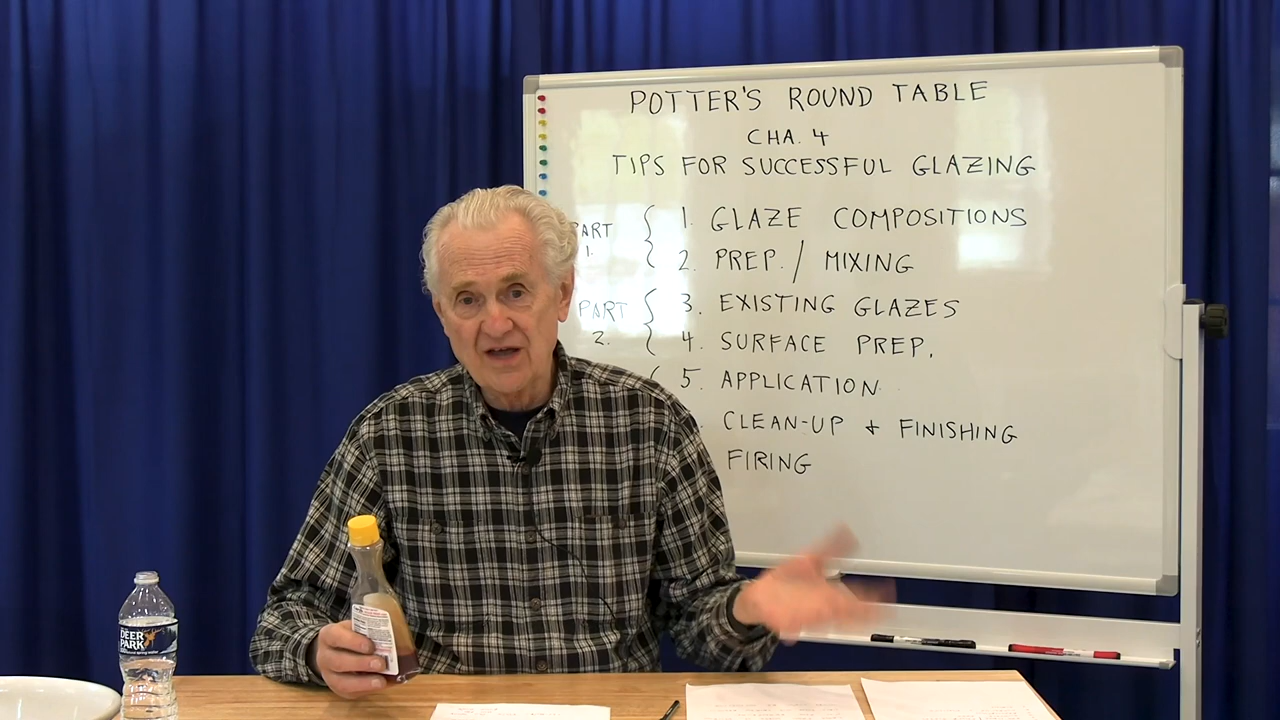 POTTER'S ROUND TABLE
CHA. 4
TIPS FOR SUCCESSFUL GLAZING
PART 1.
1. GLAZE COMPOSITIONS
2. PREP. / MIXING
PART 2.
3. EXISTING GLAZES
4. SURFACE PREP.
5. APPLICATION
CLEAN-UP + FINISHING
FIRING
DEER PARK